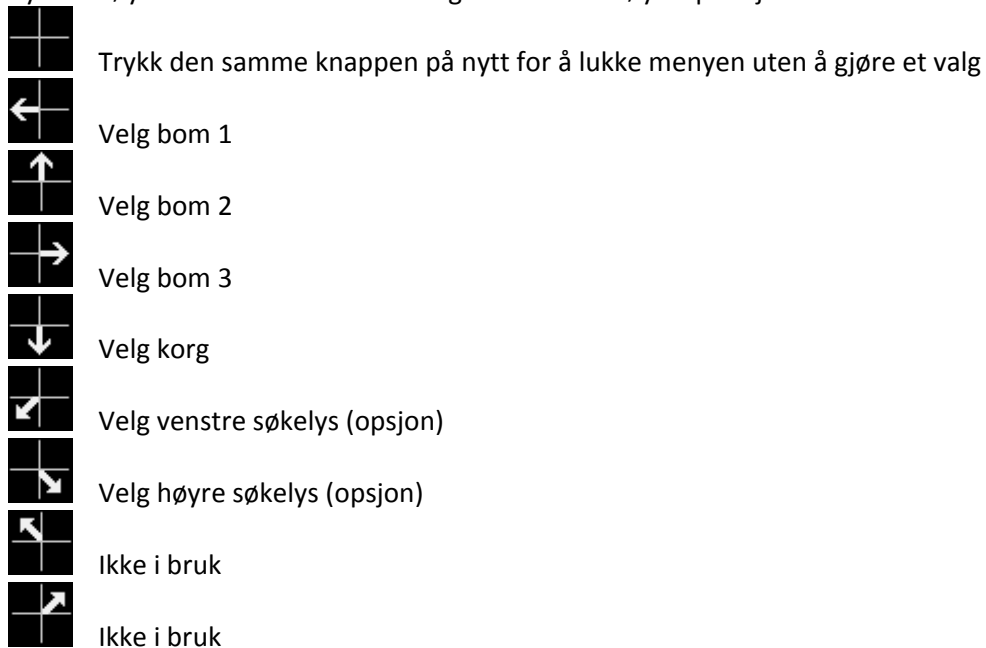 Trykk den samme knappen på nytt for å lukke menyen uten å gjøre et valg
Velg bom 1
Velg bom 2
Velg bom 3
Velg korg
Velg venstre søkelys (opsjon)
Velg høyre søkelys (opsjon)
Ikke i bruk
Ikke i bruk